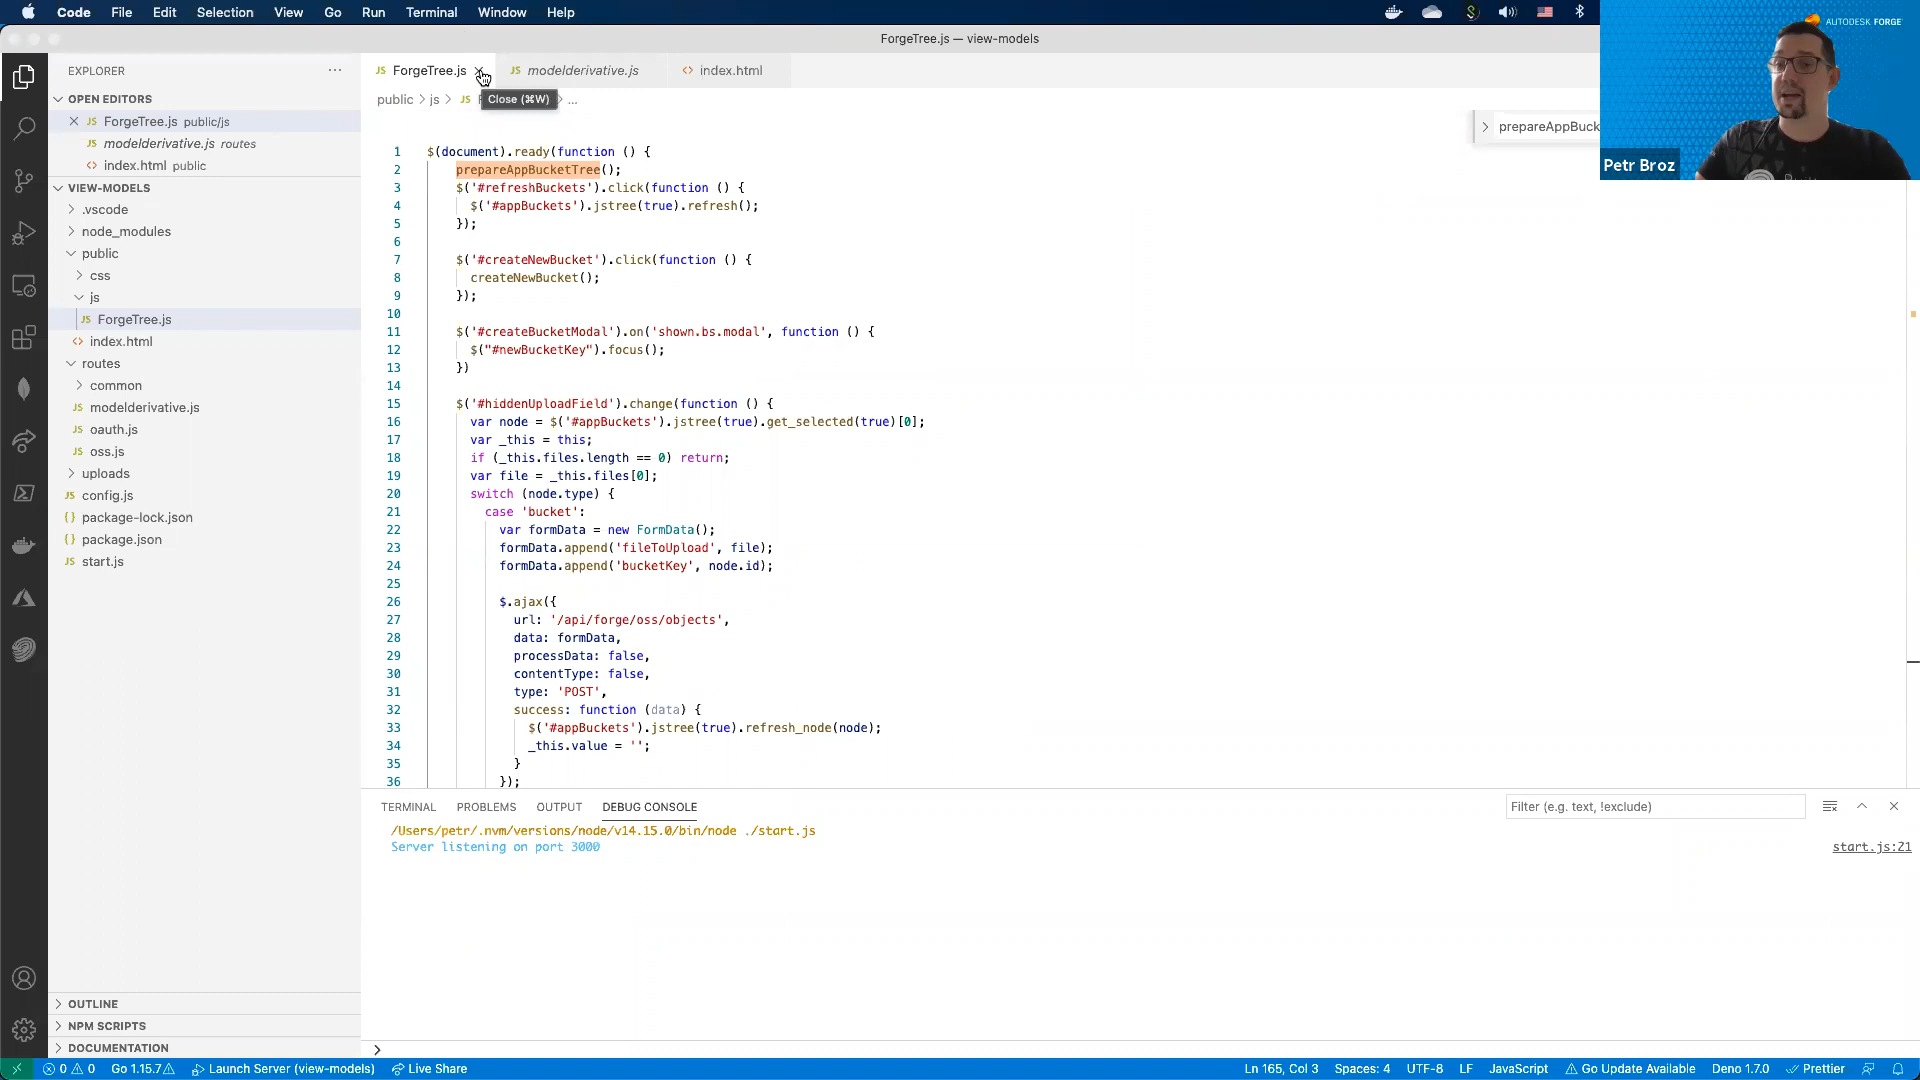 Code File Edit Selection View Go Run Terminal Window Help
ForgeTree.js — view-models
AUTODESK FORGE
Petr Broz
EXPLORER
OPEN EDITORS
ForgeTree.js public/js
modelderivative.js routes
index.html public
VIEW-MODELS
.vscode
node_modules
public
css
js
ForgeTree.js
index.html
routes
common
modelderivative.js
oauth.js
oss.js
uploads
config.js
package-lock.json
package.json
start.js
OUTLINE
NPM SCRIPTS
DOCUMENTATION
ForgeTree.js modelderivative.js index.html
public > js > JS F
Close (⌘W)
...
prepareAppBuck
1 $(document).ready(function () {
2 prepareAppBucketTree();
3 $('#refreshBuckets').click(function () {
4 $('#appBuckets').jstree(true).refresh();
5 });
6
7 $('#createNewBucket').click(function () {
8 createNewBucket();
9 });
10
11 $('#createBucketModal').on('shown.bs.modal', function () {
12 $("#newBucketKey").focus();
13 })
14
15 $('#hiddenUploadField').change(function () {
16 var node = $('#appBuckets').jstree(true).get_selected(true)[0];
17 var _this = this;
18 if (_this.files.length == 0) return;
19 var file = _this.files[0];
20 switch (node.type) {
21 case 'bucket':
22 var formData = new FormData();
23 formData.append('fileToUpload', file);
24 formData.append('bucketKey', node.id);
25
26 $.ajax({
27 url: '/api/forge/oss/objects',
28 data: formData,
29 processData: false,
30 contentType: false,
31 type: 'POST',
32 success: function (data) {
33 $('#appBuckets').jstree(true).refresh_node(node);
34 _this.value = '';
35 }
36 });
TERMINAL PROBLEMS OUTPUT DEBUG CONSOLE
Filter (e.g. text, !exclude)
/Users/petr/.nvm/versions/node/v14.15.0/bin/node ./start.js
Server listening on port 3000
start.js:21
0 0 Go 1.15.7 Launch Server (view-models) Live Share
Ln 165, Col 3 Spaces: 4 UTF-8 LF JavaScript Go Update Available Deno 1.7.0 Prettier